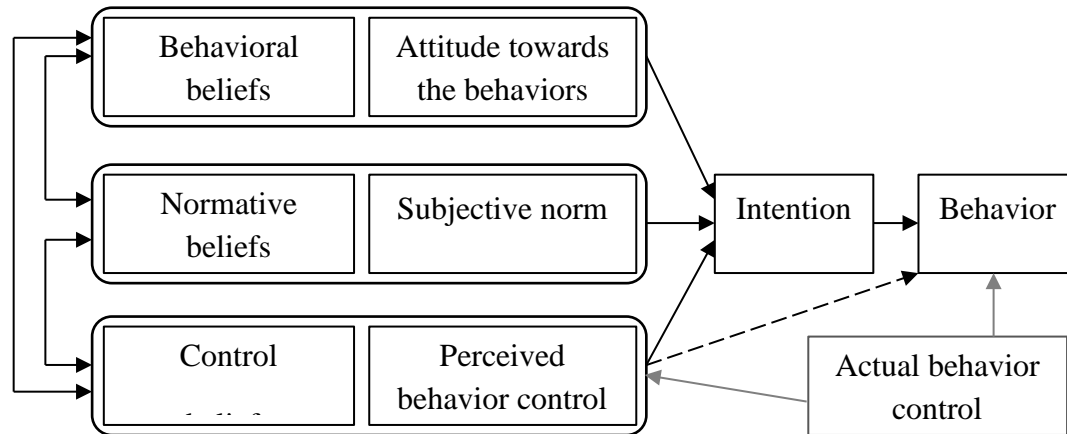 Behavioral
beliefs
Attitude towards
the behaviors
Normative
beliefs
Subjective norm
Intention
Behavior
Control
Perceived
behavior control
Actual behavior
control